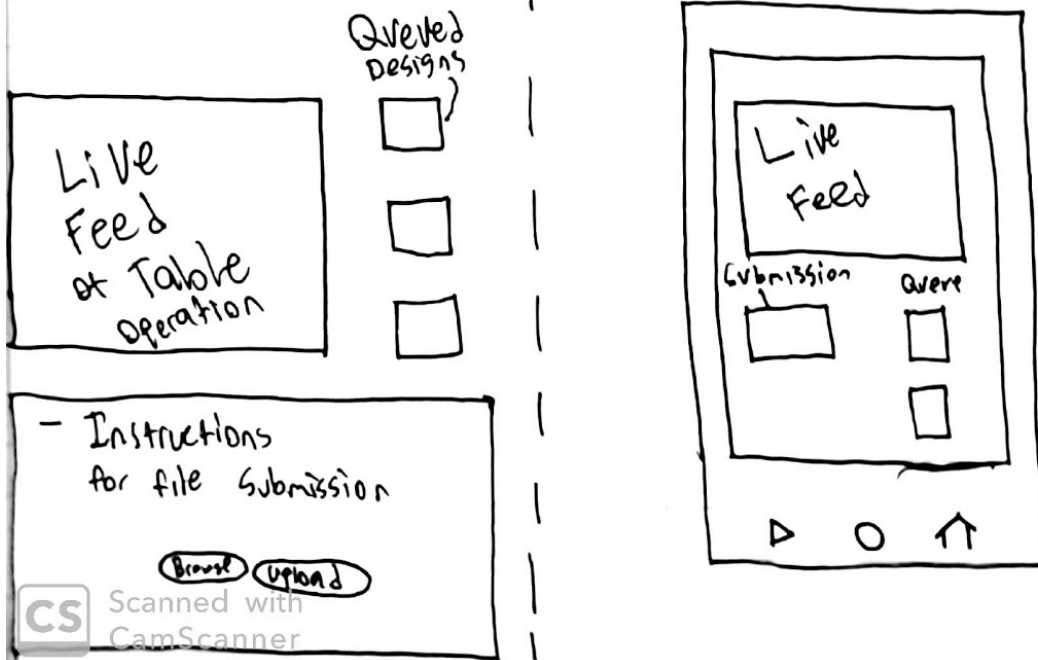 Queued
Designs
Live
Feed
of Table
Operation
- Instructions
for file Submission
Browse
Upload
CS Scanned with
CamScanner
Live
Feed
Submission
Queue